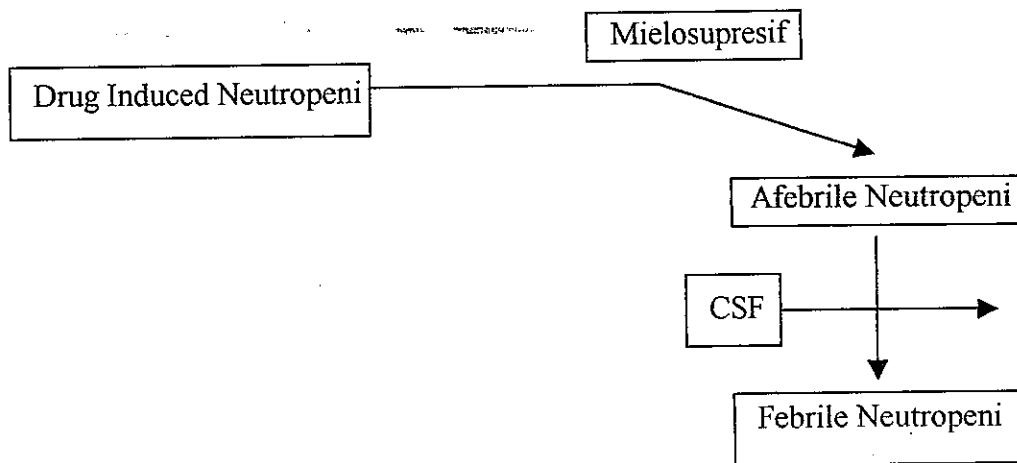 Mielosupresif
Drug Induced Neutropeni
Afebrile Neutropeni
CSF
Febrile Neutropeni